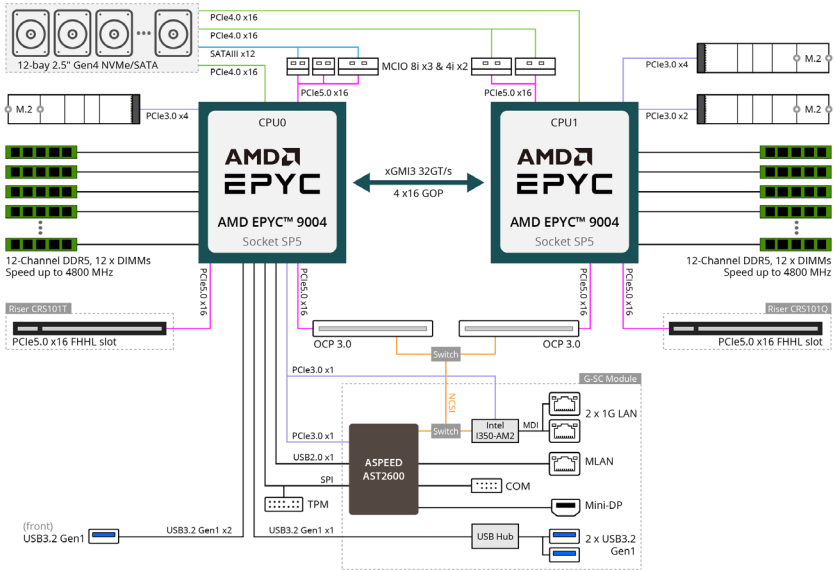 12-bay 2.5" Gen4 NVMe/SATA
PCIe4.0 x16
PCIe4.0 x16
SATAIII x12
PCIe4.0 x16
MCIO 8i x3 & 4i x2
PCIe5.0 x16
PCIe5.0 x16
PCIe3.0 x4
M.2
M.2
PCIe3.0 x4
PCIe3.0 x2
M.2
CPU0
AMD
EPYC
AMD EPYC™ 9004
Socket SP5
xGMI3 32GT/s
4 x16 GOP
CPU1
AMD
EPYC
AMD EPYC™ 9004
Socket SP5
12-Channel DDR5, 12 x DIMMs
Speed up to 4800 MHz
12-Channel DDR5, 12 x DIMMs
Speed up to 4800 MHz
PCIe5.0 x16
PCIe5.0 x16
PCIe5.0 x16
PCIe5.0 x16
Riser CRS101T
PCIe5.0 x16 FHHL slot
Riser CRS101Q
PCIe5.0 x16 FHHL slot
OCP 3.0
OCP 3.0
Switch
PCIe3.0 x1
G-SC Module
NCSI
Switch
Intel
I350-AM2
MDI
2 x 1G LAN
PCIe3.0 x1
USB2.0 x1
SPI
TPM
ASPEED
AST2600
MLAN
COM
Mini-DP
(front)
USB3.2 Gen1
USB3.2 Gen1 x2
USB3.2 Gen1 x1
USB Hub
2 x USB3.2
Gen1